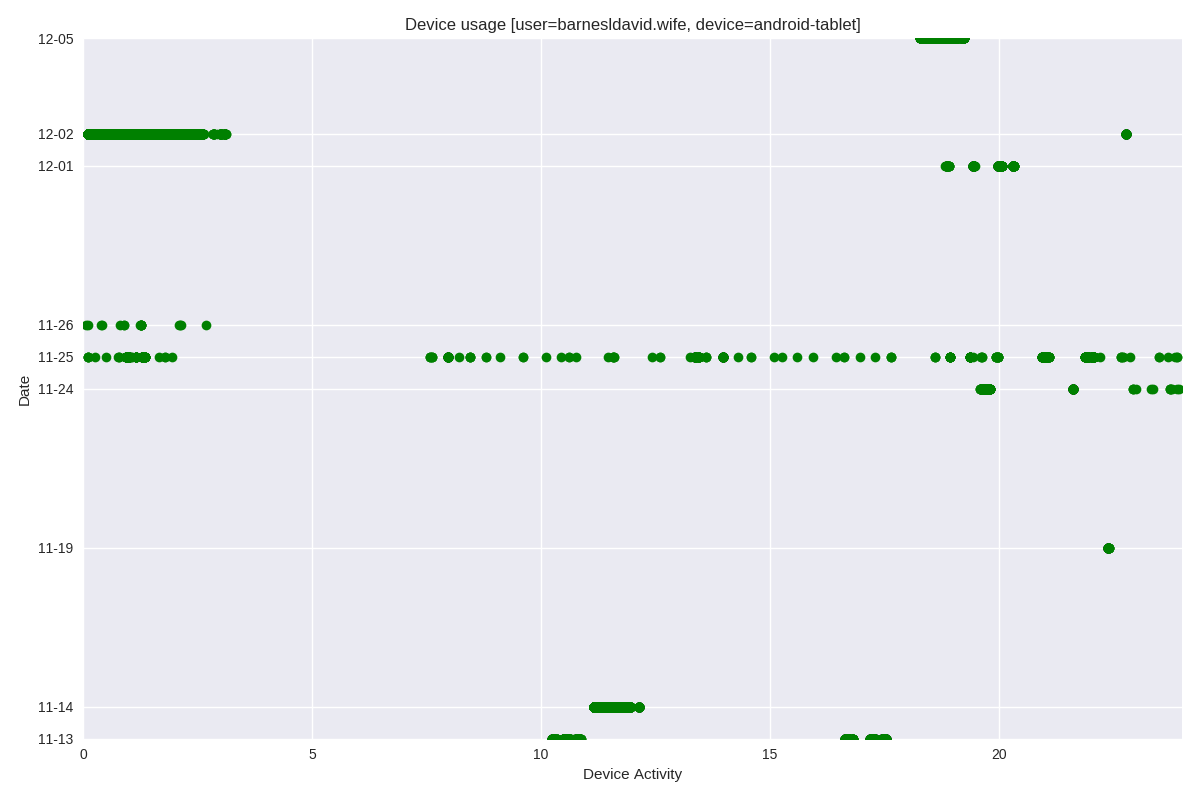 Device usage [user=barnesldavid.wife, device=android-tablet]
12-05
12-02
12-01
11-26
11-25
11-24
11-19
11-14
11-13
Date
0 5 10 15 20
Device Activity